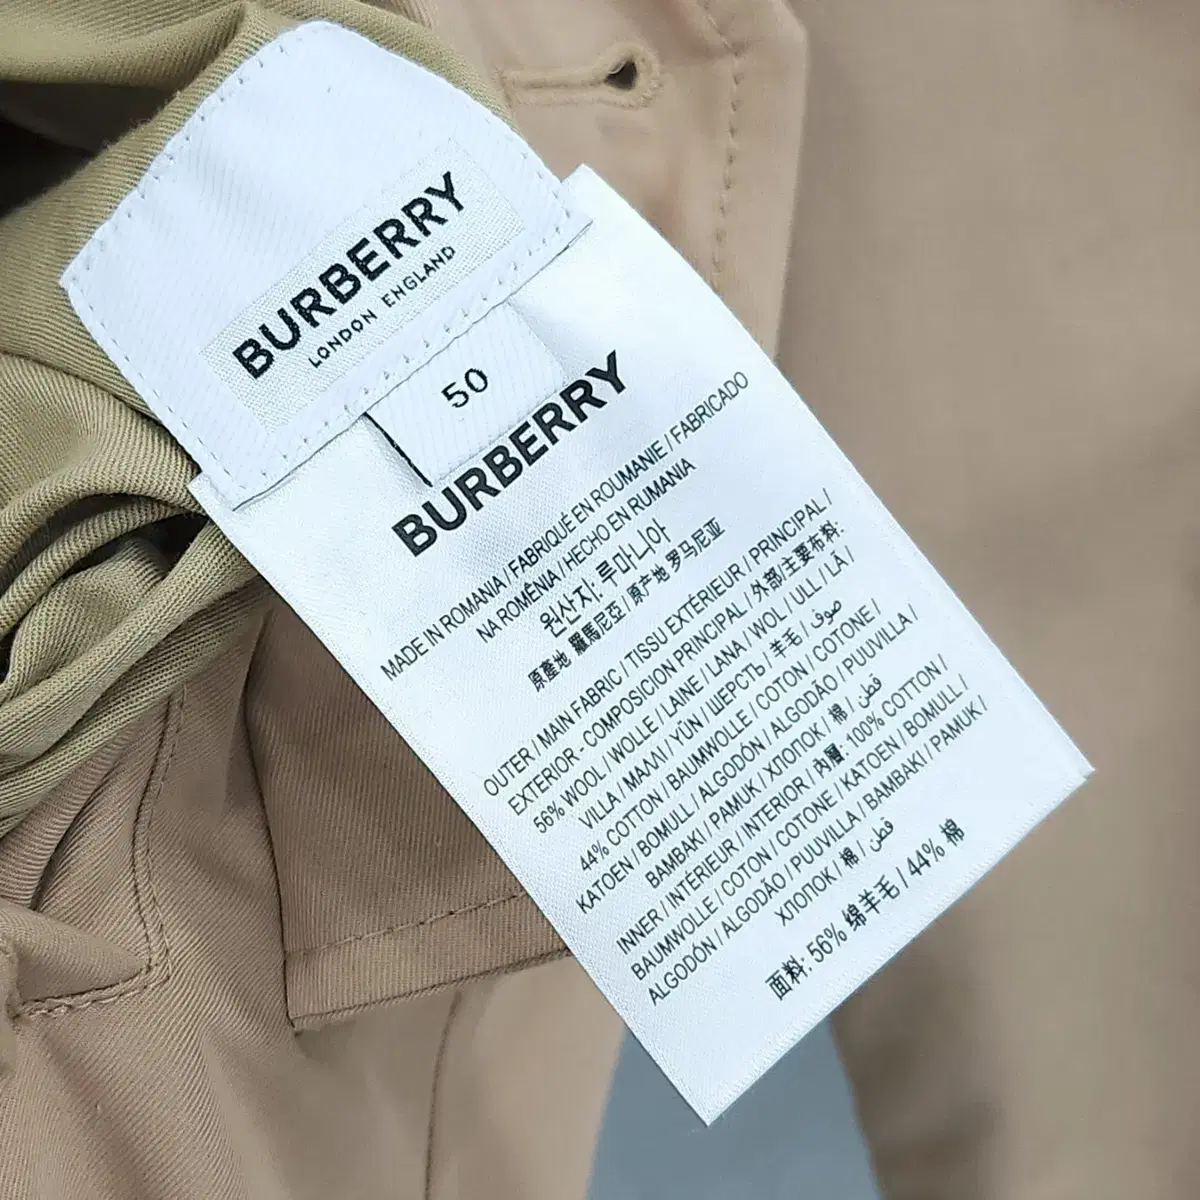 BURBERRY
LONDON ENGLAND
50
BURBERRY
MADE IN ROMANIA / FABRIQUÉ EN ROUMANIE / FABRICADO
NA ROMÊNIA / HECHO EN RUMANIA
원산지: 루마니아
原產地 羅馬尼亞 / 原产地 罗马尼亚
OUTER / MAIN FABRIC / TISSU EXTÉRIEUR / PRINCIPAL /
EXTERIOR - COMPOSICION PRINCIPAL / 外部/主要布料:
56% WOOL / WOLLE / LAINE / LANA / WOL / ULL / LÃ /
VILLA / ΜΑΛΛΙ / YÜN / ШЕРСТЬ / 羊毛 / صوف
44% COTTON / BAUMWOLLE / COTON / COTONE /
KATOEN / BOMULL / ALGODÓN / ALGODÃO / PUUVILLA /
BAMBAKI / PAMUK / ХЛОПОК / 棉 / قطن
INNER / INTÉRIEUR / INTERIOR / 內層: 100% COTTON /
BAUMWOLLE / COTON / COTONE / KATOEN / BOMULL /
ALGODÓN / ALGODÃO / PUUVILLA / BAMBAKI / PAMUK /
ХЛОПОК / 棉 / قطن
面料: 56% 绵羊毛 / 44% 棉